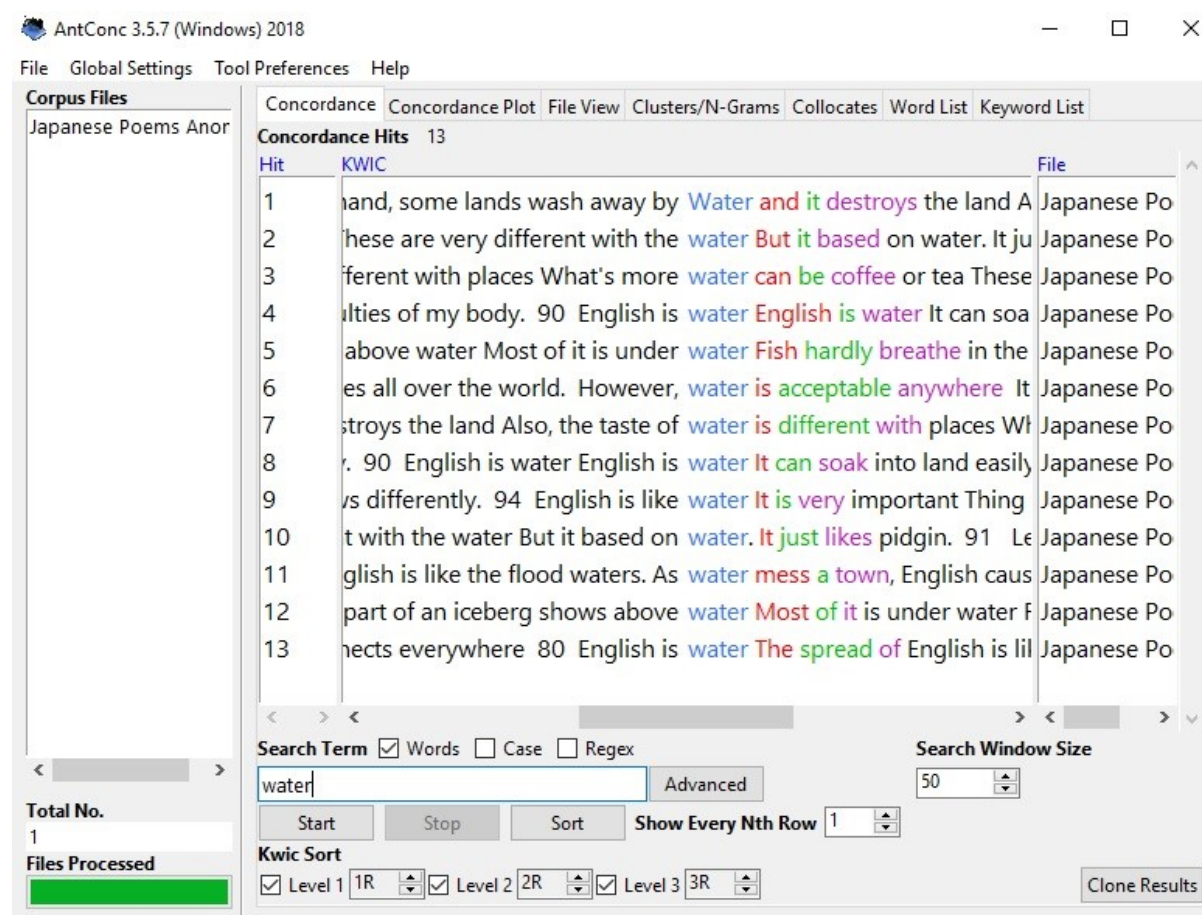 AntConc 3.5.7 (Windows) 2018
File Global Settings Tool Preferences Help
Corpus Files
Japanese Poems Anor
Concordance Concordance Plot File View Clusters/N-Grams Collocates Word List Keyword List
Concordance Hits 13
Hit KWIC File
1 hand, some lands wash away by Water and it destroys the land A Japanese Po
2 These are very different with the water But it based on water. It ju Japanese Po
3 fferent with places What's more water can be coffee or tea These Japanese Po
4 ulties of my body. 90 English is water English is water It can soa Japanese Po
5 above water Most of it is under water Fish hardly breathe in the Japanese Po
6 es all over the world. However, water is acceptable anywhere It Japanese Po
7 stroys the land Also, the taste of water is different with places Wh Japanese Po
8 . 90 English is water English is water It can soak into land easily Japanese Po
9 ws differently. 94 English is like water It is very important Thing Japanese Po
10 t with the water But it based on water. It just likes pidgin. 91 Le Japanese Po
11 glish is like the flood waters. As water mess a town, English caus Japanese Po
12 part of an iceberg shows above water Most of it is under water F Japanese Po
13 nects everywhere 80 English is water The spread of English is lil Japanese Po
Search Term Words Case Regex Search Window Size
water Advanced 50
Total No.
1
Start Stop Sort Show Every Nth Row 1
Files Processed
Kwic Sort
Level 1 1R Level 2 2R Level 3 3R Clone Results